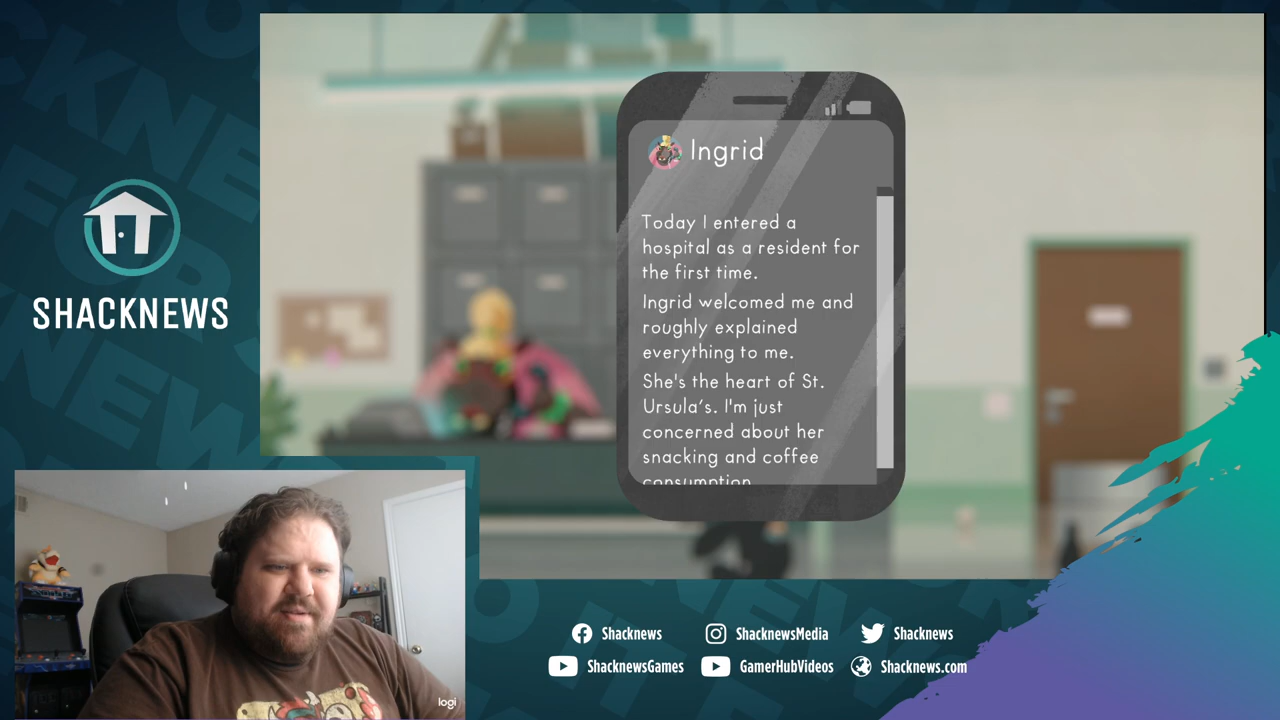 SHACKNEWS
Ingrid
Today I entered a
hospital as a resident for
the first time.
Ingrid welcomed me and
roughly explained
everything to me.
She's the heart of St.
Ursula's. I'm just
concerned about her
snacking and coffee
consumption
logi
Shacknews
ShacknewsMedia
Shacknews
ShacknewsGames
GamerHubVideos
Shacknews.com